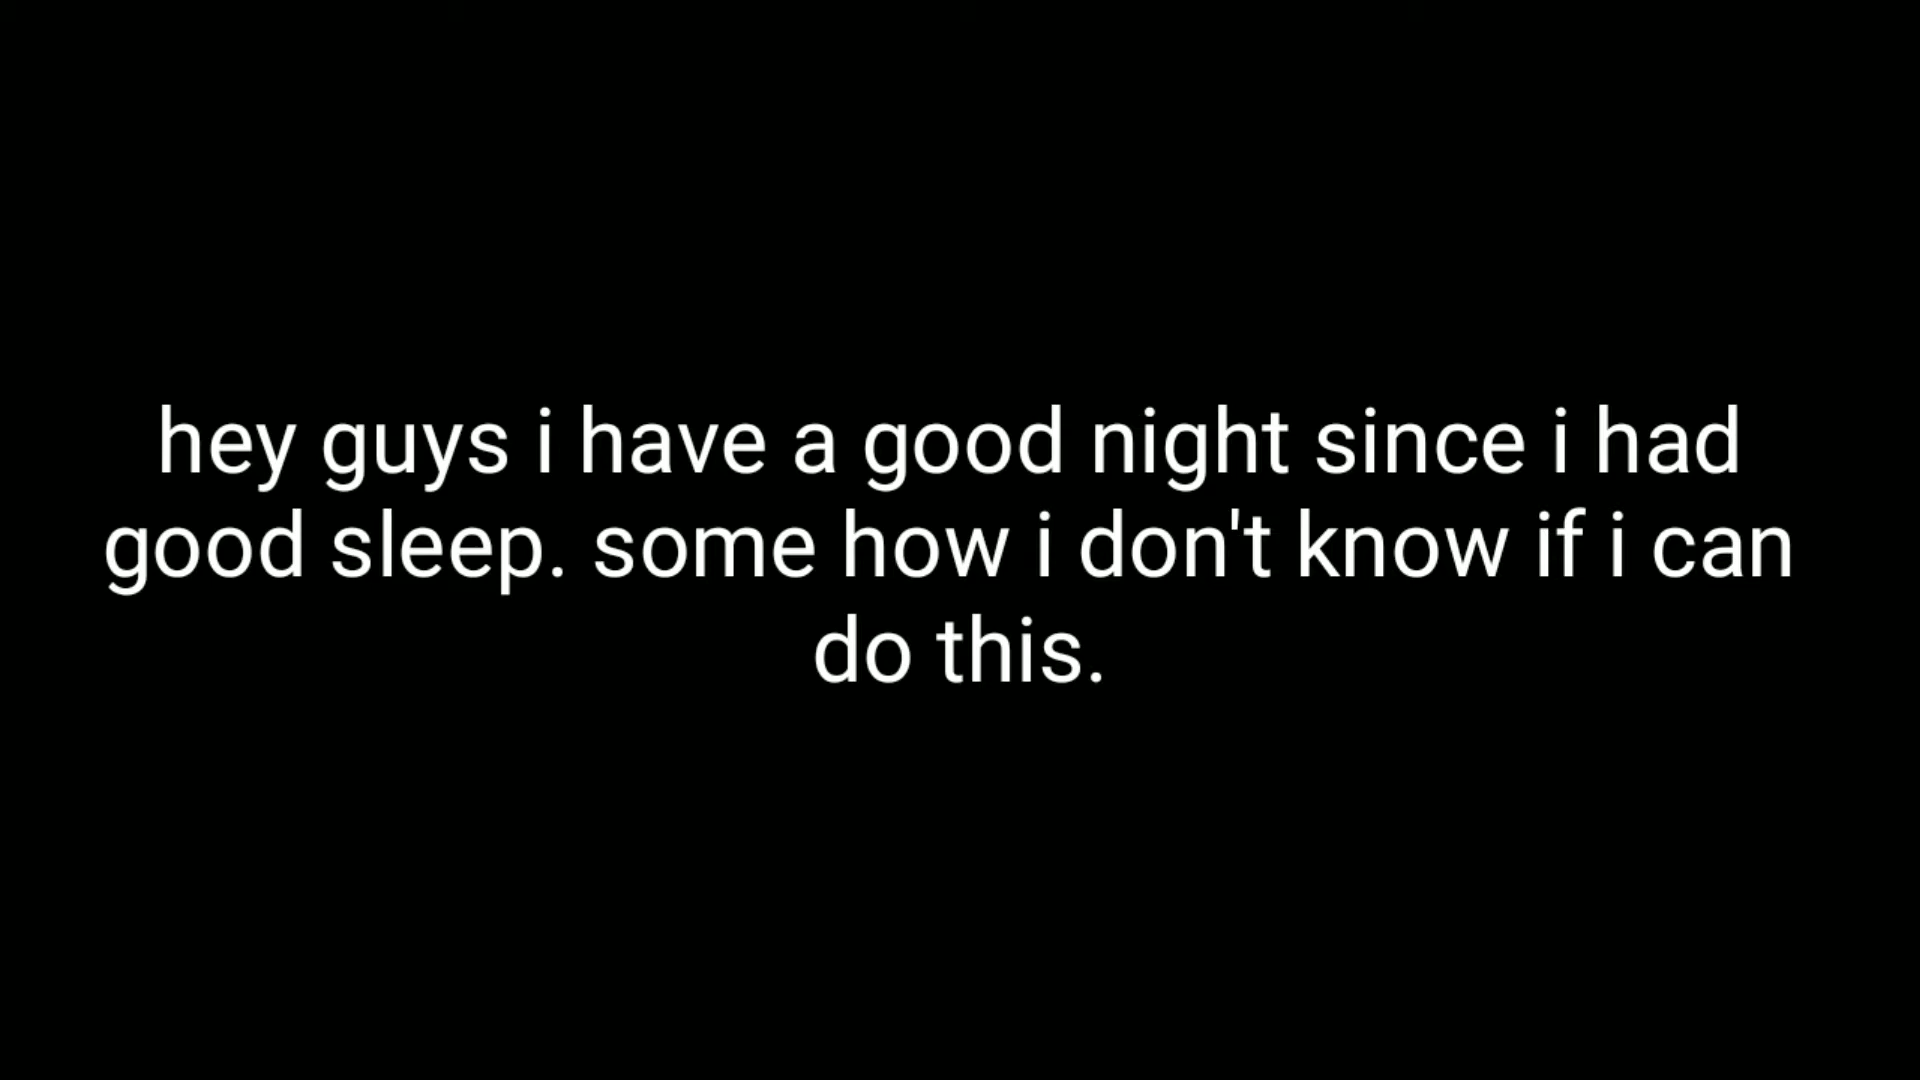 hey guys i have a good night since i had
good sleep. some how i don't know if i can
do this.